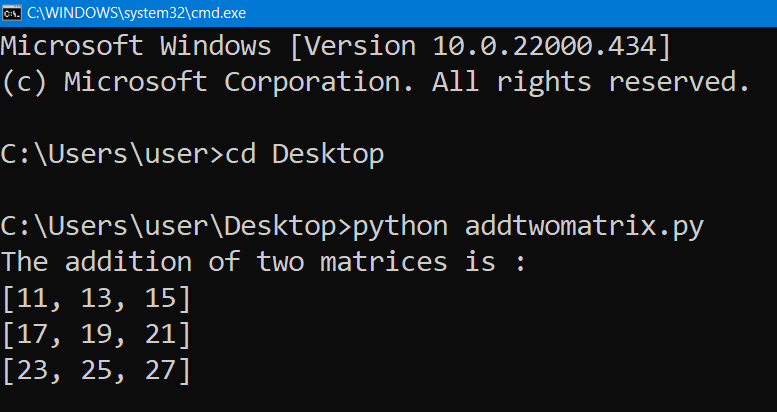 C:\WINDOWS\system32\cmd.exe
Microsoft Windows [Version 10.0.22000.434]
(c) Microsoft Corporation. All rights reserved.
C:\Users\user>cd Desktop
C:\Users\user\Desktop>python addtwomatrix.py
The addition of two matrices is :
[11, 13, 15]
[17, 19, 21]
[23, 25, 27]